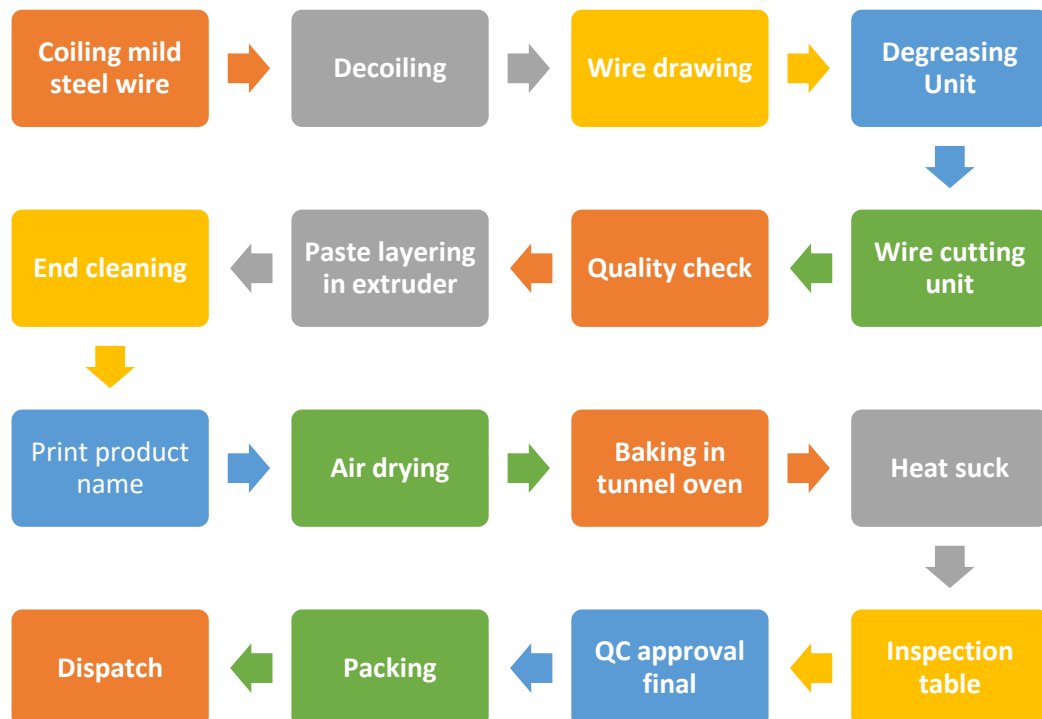 Coiling mild
steel wire
Decoiling
Wire drawing
Degreasing
Unit
Wire cutting
unit
Quality check
Paste layering
in extruder
End cleaning
Print product
name
Air drying
Baking in
tunnel oven
Heat suck
Inspection
table
QC approval
final
Packing
Dispatch